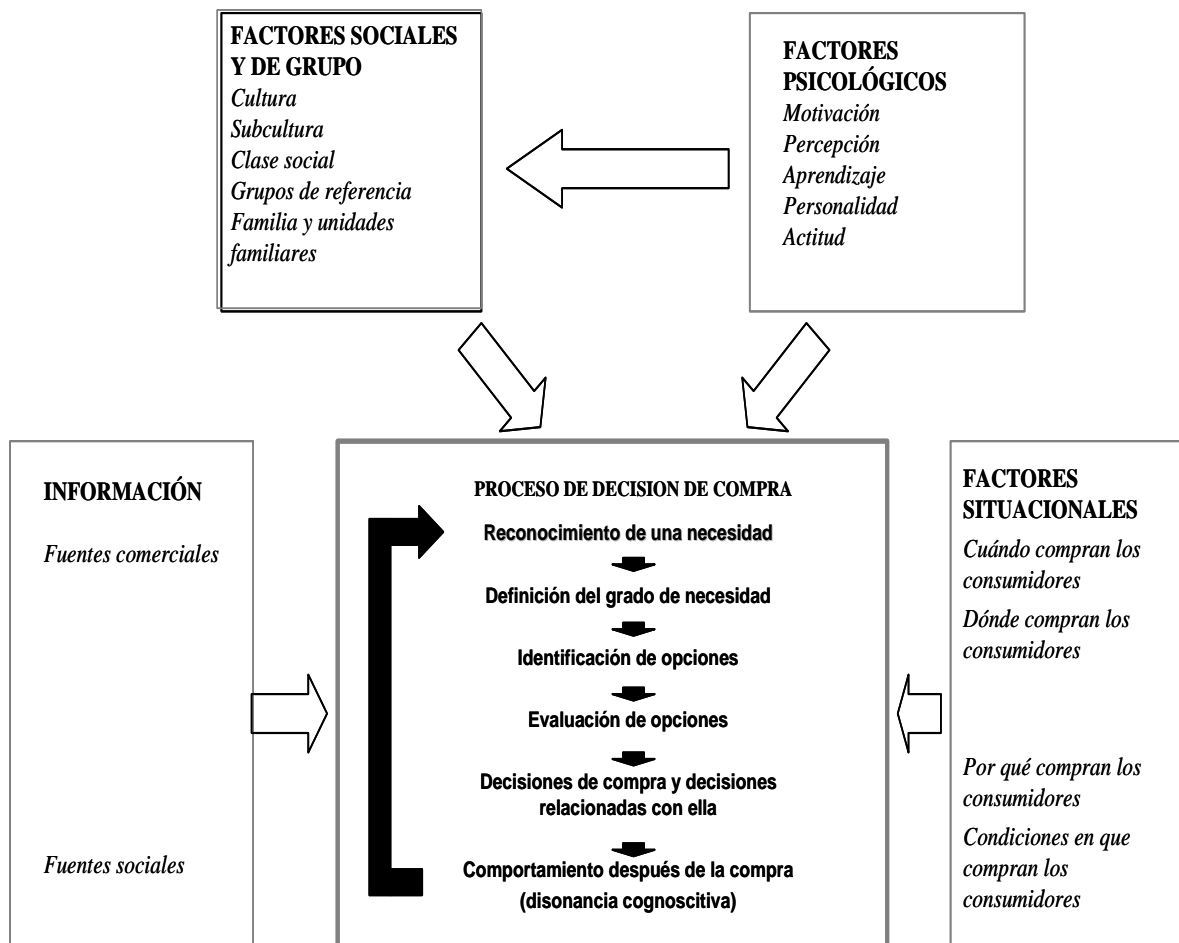 FACTORES SOCIALES
Y DE GRUPO
Cultura
Subcultura
Clase social
Grupos de referencia
Familia y unidades
familiares
FACTORES
PSICOLÓGICOS
Motivación
Percepción
Aprendizaje
Personalidad
Actitud
INFORMACIÓN
Fuentes comerciales
Fuentes sociales
PROCESO DE DECISION DE COMPRA
Reconocimiento de una necesidad
Definición del grado de necesidad
Identificación de opciones
Evaluación de opciones
Decisiones de compra y decisiones
relacionadas con ella
Comportamiento después de la compra
(disonancia cognoscitiva)
FACTORES
SITUACIONALES
Cuándo compran los
consumidores
Dónde compran los
consumidores
Por qué compran los
consumidores
Condiciones en que
compran los
consumidores